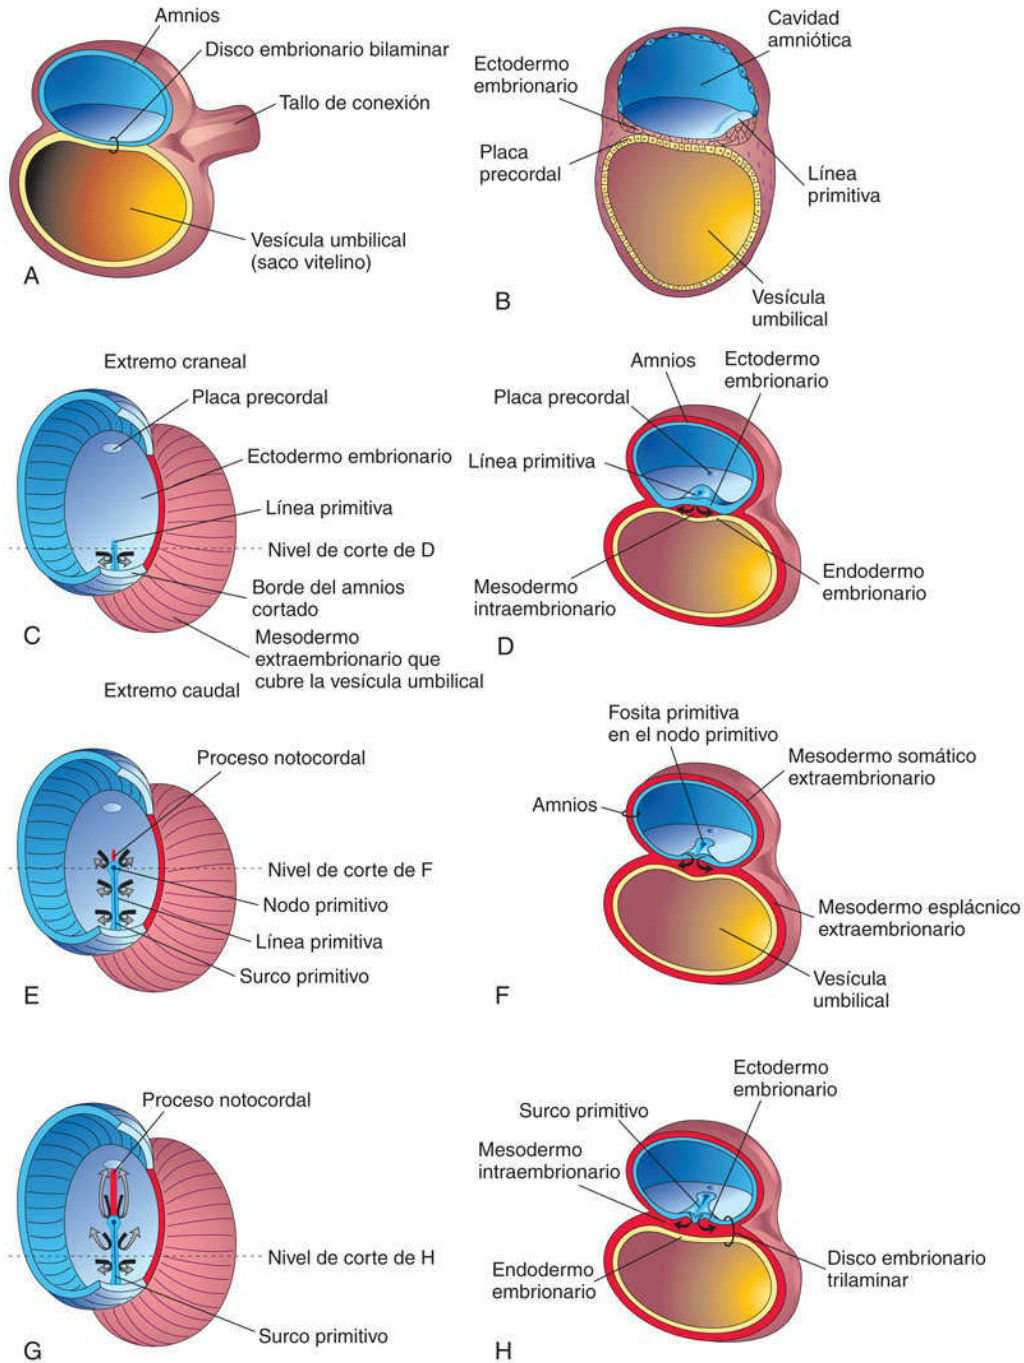 Amnios
Disco embrionario bilaminar
Tallo de conexión
Vesícula umbilical
(saco vitelino)
A
Cavidad
amniótica
Ectodermo
embrionario
Placa
precordal
Línea
primitiva
Vesícula
umbilical
B
Extremo craneal
Placa precordal
Ectodermo embrionario
Línea primitiva
Nivel de corte de D
Borde del amnios
cortado
Mesodermo
extraembrionario que
cubre la vesícula umbilical
C
Extremo caudal
Amnios
Ectodermo
embrionario
Placa precordal
Línea primitiva
Mesodermo
intraembrionario
Endodermo
embrionario
D
Proceso notocordal
Nivel de corte de F
Nodo primitivo
Línea primitiva
Surco primitivo
E
Fosita primitiva
en el nodo primitivo
Mesodermo somático
extraembrionario
Amnios
Mesodermo esplácnico
extraembrionario
Vesícula
umbilical
F
Proceso notocordal
Nivel de corte de H
Surco primitivo
G
Ectodermo
embrionario
Surco primitivo
Mesodermo
intraembrionario
Endodermo
embrionario
Disco embrionario
trilaminar
H